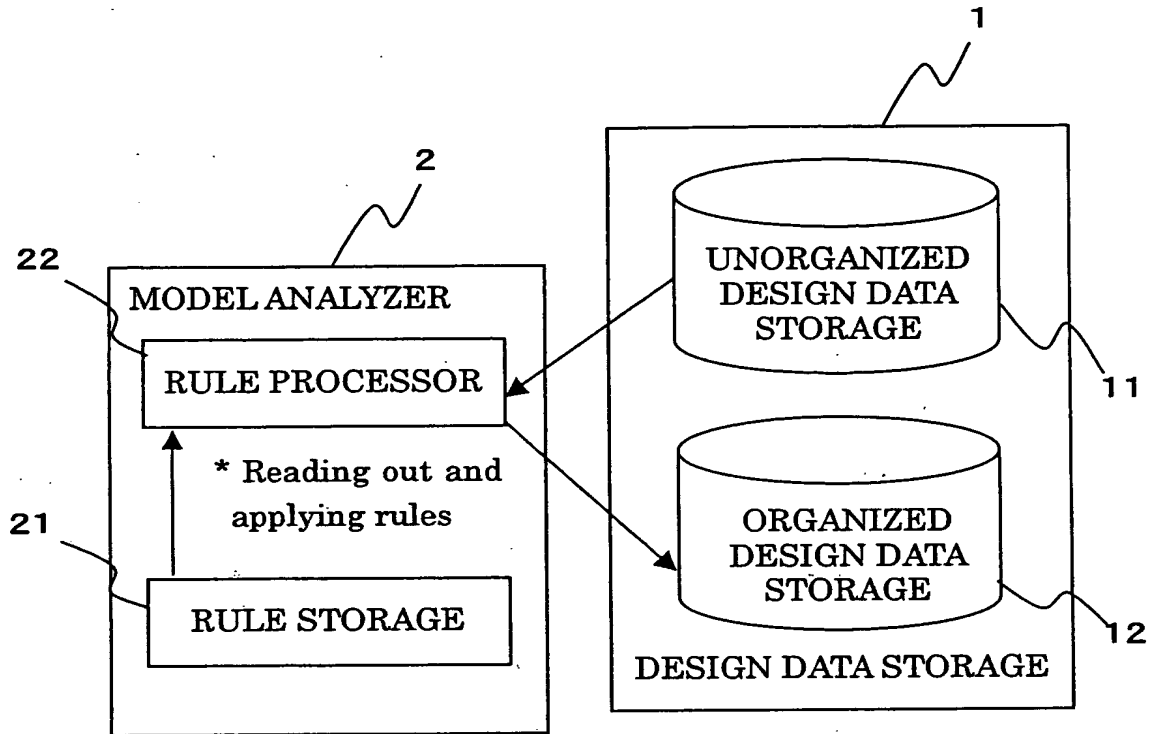 1
2
22
MODEL ANALYZER
RULE PROCESSOR
* Reading out and
applying rules
21
RULE STORAGE
UNORGANIZED
DESIGN DATA
STORAGE
11
ORGANIZED
DESIGN DATA
STORAGE
12
DESIGN DATA STORAGE